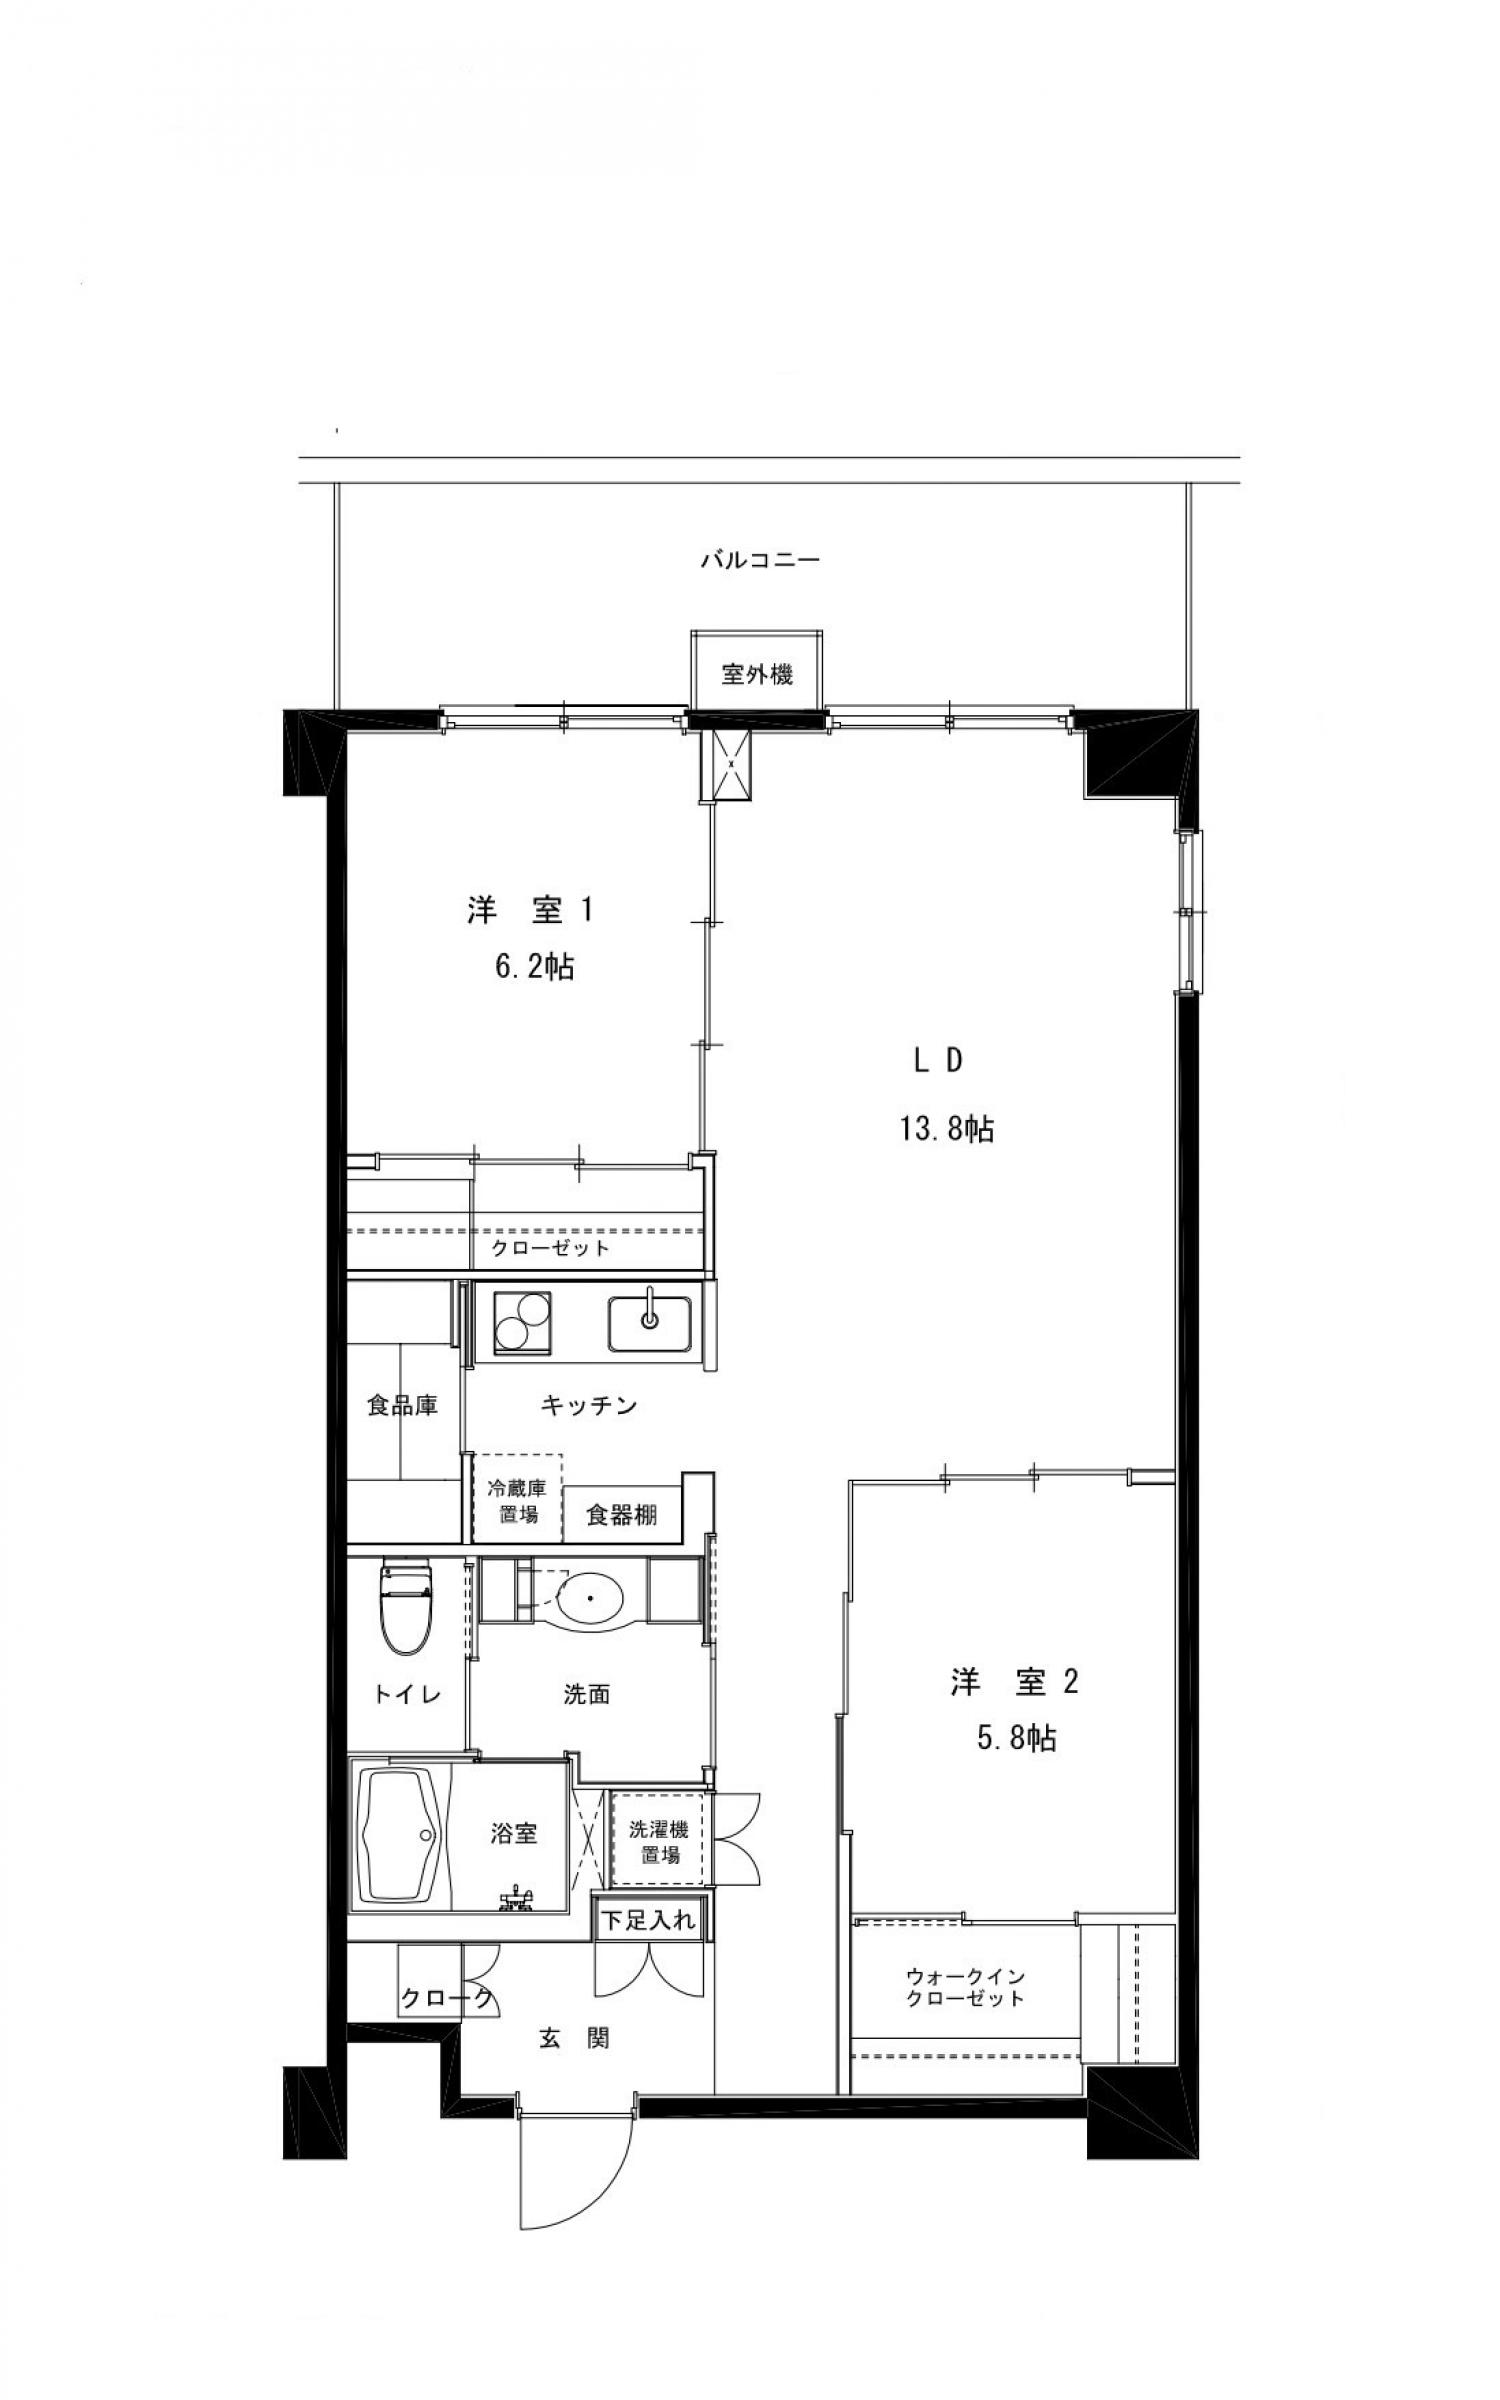 バルコニー
室外機
洋 室 1
6.2帖
L D
13.8帖
クローゼット
食品庫
キッチン
冷蔵庫
置場
食器棚
トイレ
洗面
洋 室 2
5.8帖
浴室
洗濯機
置場
下足入れ
クローク
玄 関
ウォークイン
クローゼット